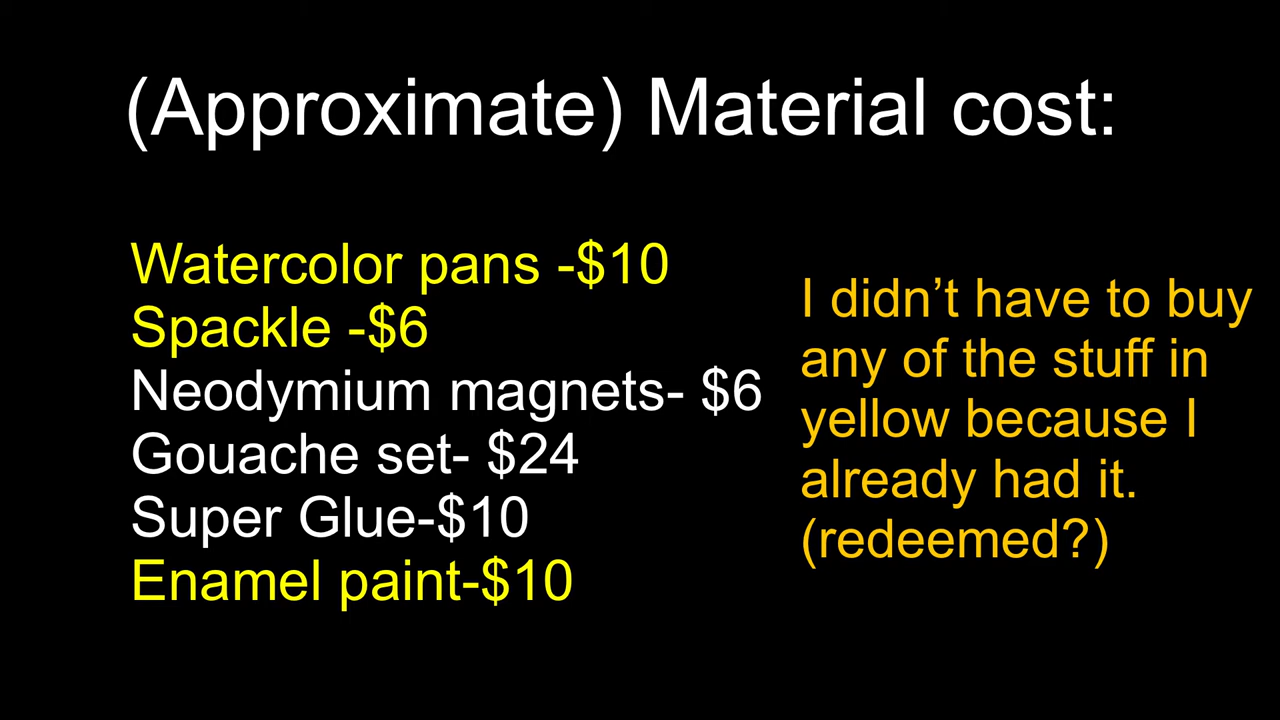 (Approximate) Material cost:
Watercolor pans -$10
Spackle -$6
Neodymium magnets- $6
Gouache set- $24
Super Glue-$10
Enamel paint-$10
I didn’t have to buy
any of the stuff in
yellow because I
already had it.
(redeemed?)